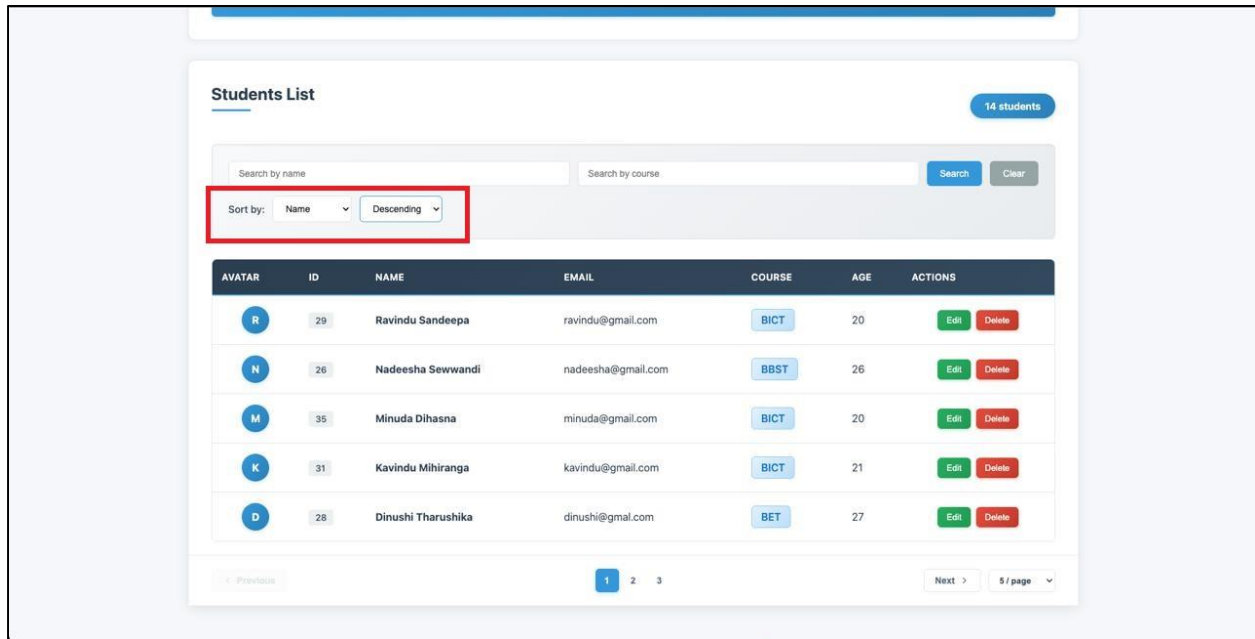 Students List
14 students
Search by name Search by course Search Clear
Sort by: Name Descending
AVATAR ID NAME EMAIL COURSE AGE ACTIONS
R 29 Ravindu Sandeepa ravindu@gmail.com BICT 20 Edit Delete
N 26 Nadeesha Sewwandi nadeesha@gmail.com BBST 26 Edit Delete
M 35 Minuda Dihasna minuda@gmail.com BICT 20 Edit Delete
K 31 Kavindu Mihiranga kavindu@gmail.com BICT 21 Edit Delete
D 28 Dinushi Tharushika dinushi@gmal.com BET 27 Edit Delete
< Previous 1 2 3 Next > 5 / page